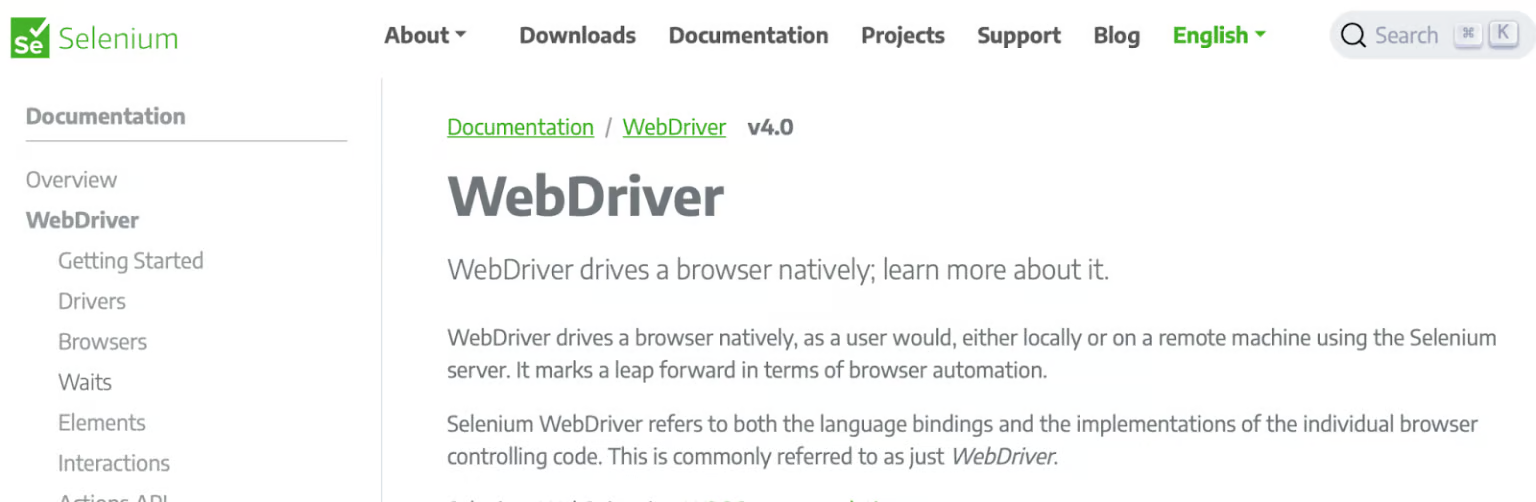 Se Selenium
About Downloads Documentation Projects Support Blog English Search ⌘ K
Documentation
Overview
WebDriver
Getting Started
Drivers
Browsers
Waits
Elements
Interactions
Actions API
Documentation / WebDriver v4.0
WebDriver
WebDriver drives a browser natively; learn more about it.
WebDriver drives a browser natively, as a user would, either locally or on a remote machine using the Selenium
server. It marks a leap forward in terms of browser automation.
Selenium WebDriver refers to both the language bindings and the implementations of the individual browser
controlling code. This is commonly referred to as just WebDriver.